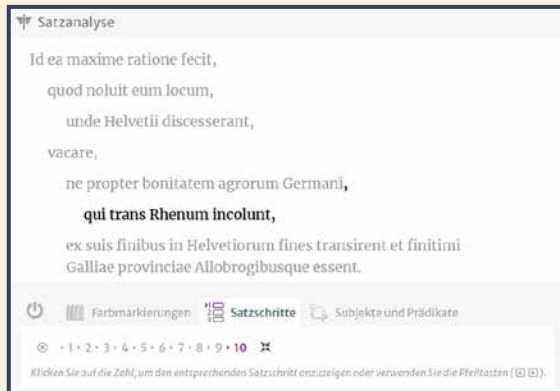 Satzanalyse
Id ea maxime ratione fecit,
quod noluit eum locum,
unde Helvetii discesserant,
vacare,
ne propter bonitatem agrorum Germani,
qui trans Rhenum incolunt,
ex suis finibus in Helvetiorum fines transirent et finitimi
Galliae provinciae Allobrogibusque essent.
Farbmarkierungen Satzschritte Subjekte und Prädikate
• 1 • 2 • 3 • 4 • 5 • 6 • 7 • 8 • 9 • 10
Klicken Sie auf die Zahl, um den entsprechenden Satzschritt anzuzeigen oder verwenden Sie die Pfeiltasten ( ).